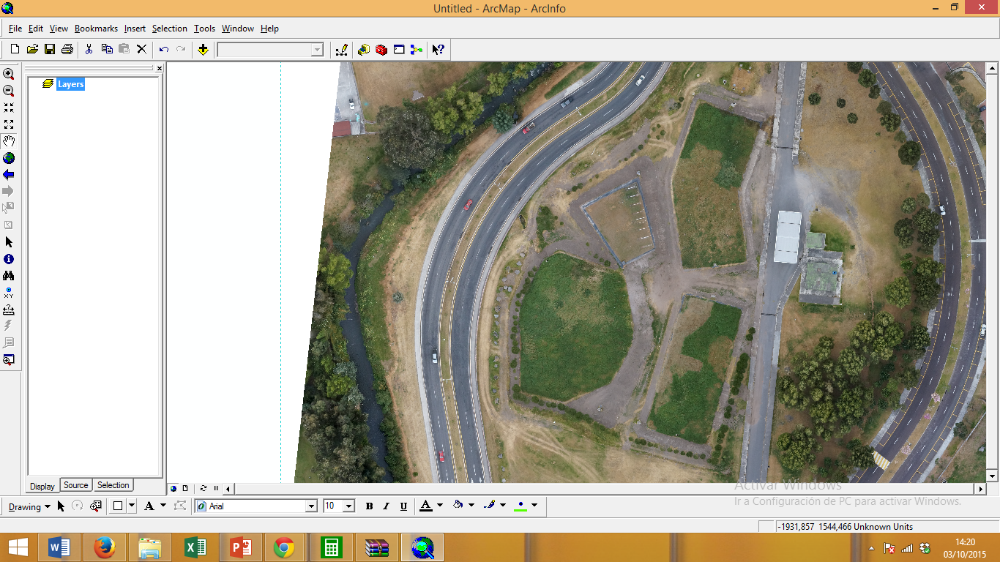 Untitled - ArcMap - ArcInfo
File Edit View Bookmarks Insert Selection Tools Window Help
Layers
Display Source Selection
Activar Windows
Ir a Configuración de PC para activar Windows.
Drawing A Arial 10 B I U A
-1931,857 1544,466 Unknown Units
14:20
03/10/2015